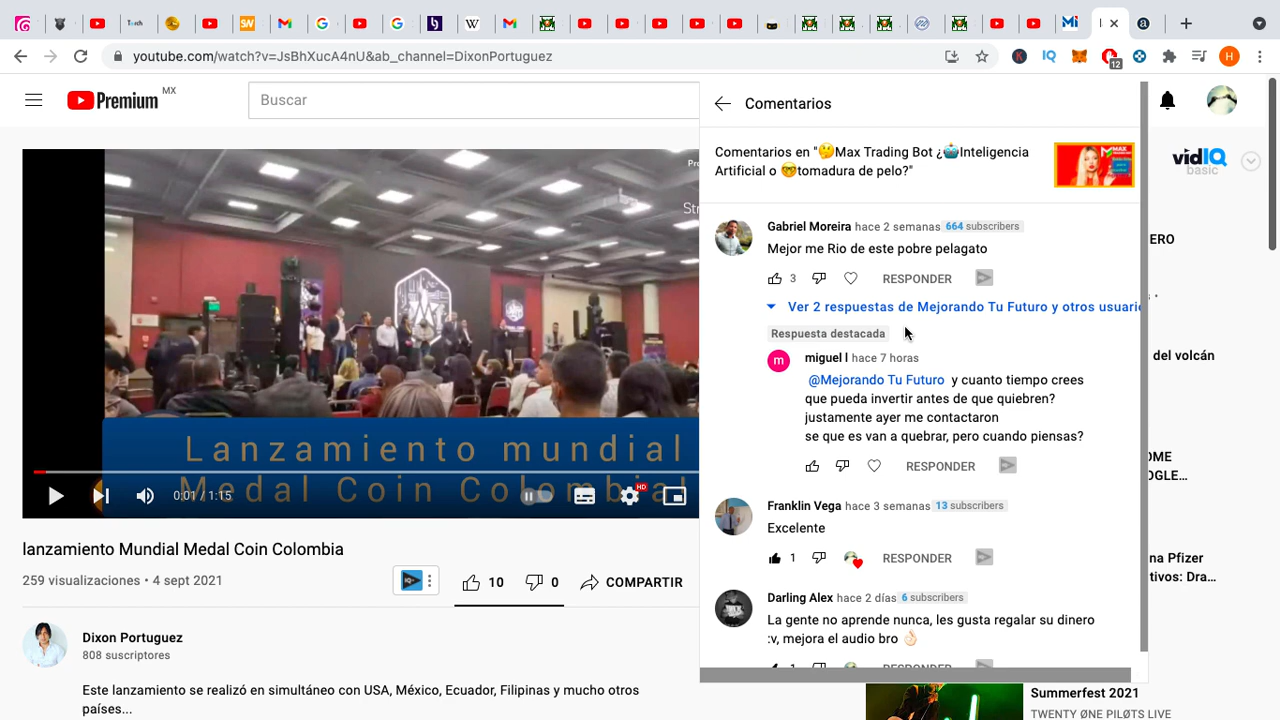 Torch
youtube.com/watch?v=JsBhXucA4nU&ab_channel=DixonPortuguez
12
H
Premium MX
Buscar
Comentarios
vidIQ
basic
Comentarios en "🤔Max Trading Bot ¿🤖Inteligencia
Artificial o 🤓tomadura de pelo?"
Gabriel Moreira hace 2 semanas 664 subscribers
Mejor me Rio de este pobre pelagato
3 RESPONDER
Ver 2 respuestas de Mejorando Tu Futuro y otros usuari
Respuesta destacada
miguel l hace 7 horas
@Mejorando Tu Futuro y cuanto tiempo crees
que pueda invertir antes de que quiebren?
justamente ayer me contactaron
se que es van a quebrar, pero cuando piensas?
RESPONDER
Franklin Vega hace 3 semanas 13 subscribers
Excelente
1 RESPONDER
Darling Alex hace 2 días 6 subscribers
La gente no aprende nunca, les gusta regalar su dinero
:v, mejora el audio bro 👌🏻
1 RESPONDER
Lanzamiento mundial
Medal Coin Colombia
0:01 / 1:15
HD
lanzamiento Mundial Medal Coin Colombia
259 visualizaciones • 4 sept 2021
10 0 COMPARTIR
Dixon Portuguez
808 suscriptores
Este lanzamiento se realizó en simultáneo con USA, México, Ecuador, Filipinas y mucho otros
países...
ERO
del volcán
OME
OGLE...
na Pfizer
tivos: Dra...
Summerfest 2021
TWENTY ØNE PILØTS LIVE